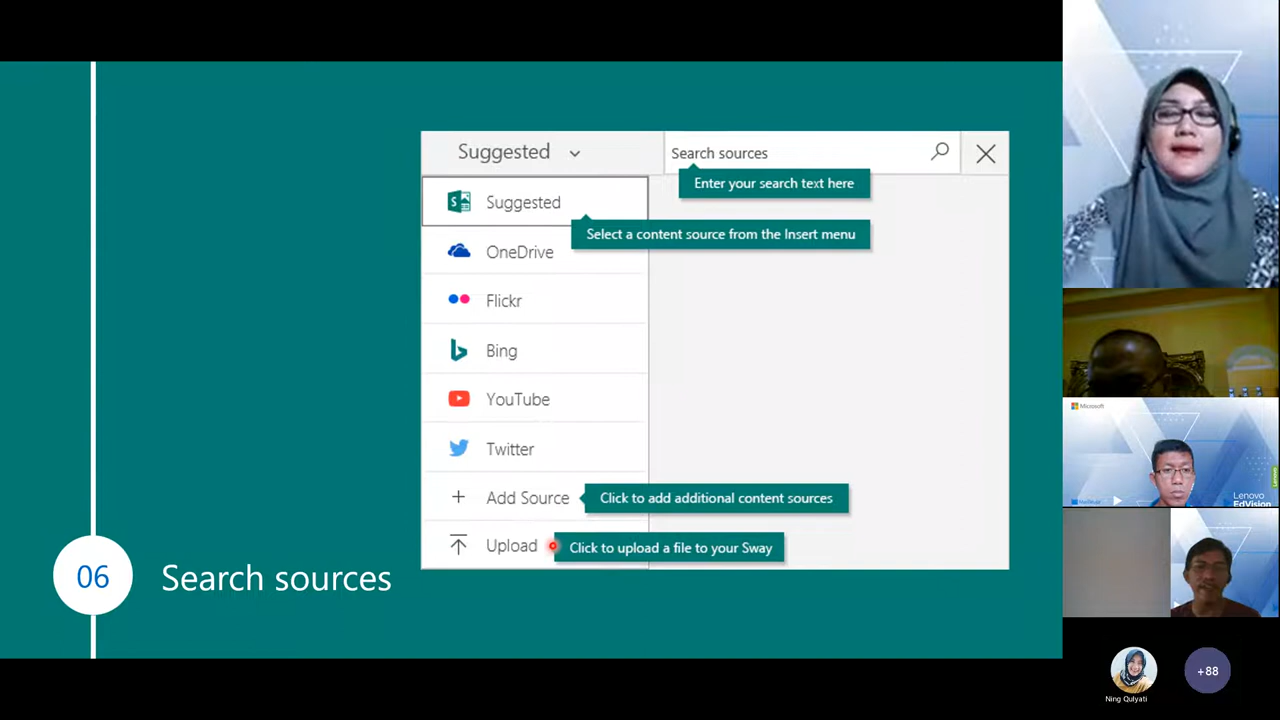 Suggested
Search sources
Enter your search text here
Suggested
Select a content source from the Insert menu
OneDrive
Flickr
Bing
YouTube
Twitter
Add Source
Click to add additional content sources
Upload
Click to upload a file to your Sway
06
Search sources
Microsoft
Lenovo
Lenovo
EdVision
Ning Qulyati
+88